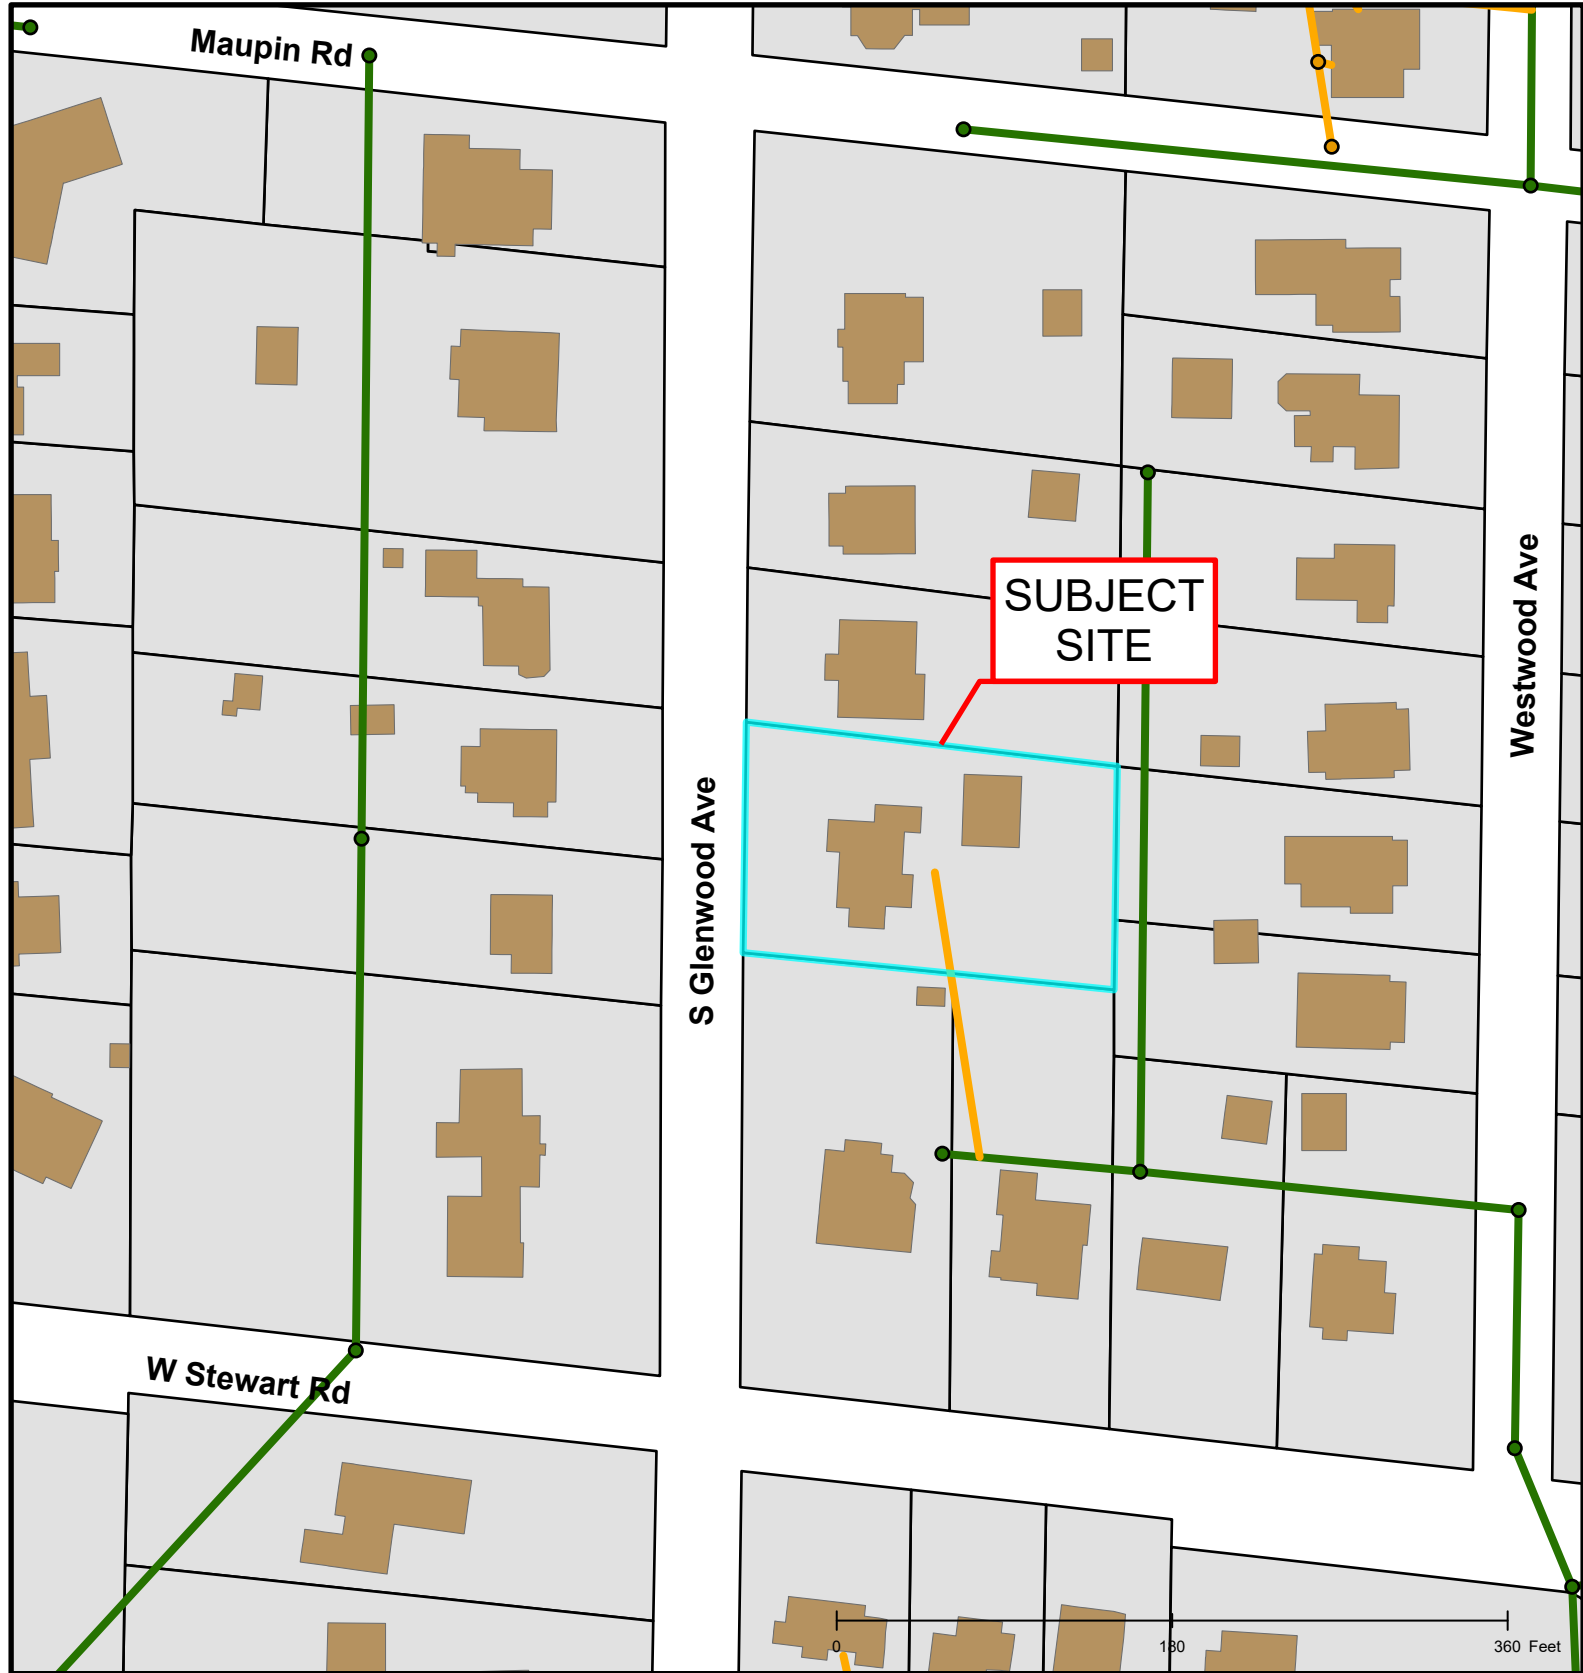 Maupin Rd
SUBJECT
SITE
Westwood Ave
S Glenwood Ave
W Stewart Rd
0 180 360 Feet